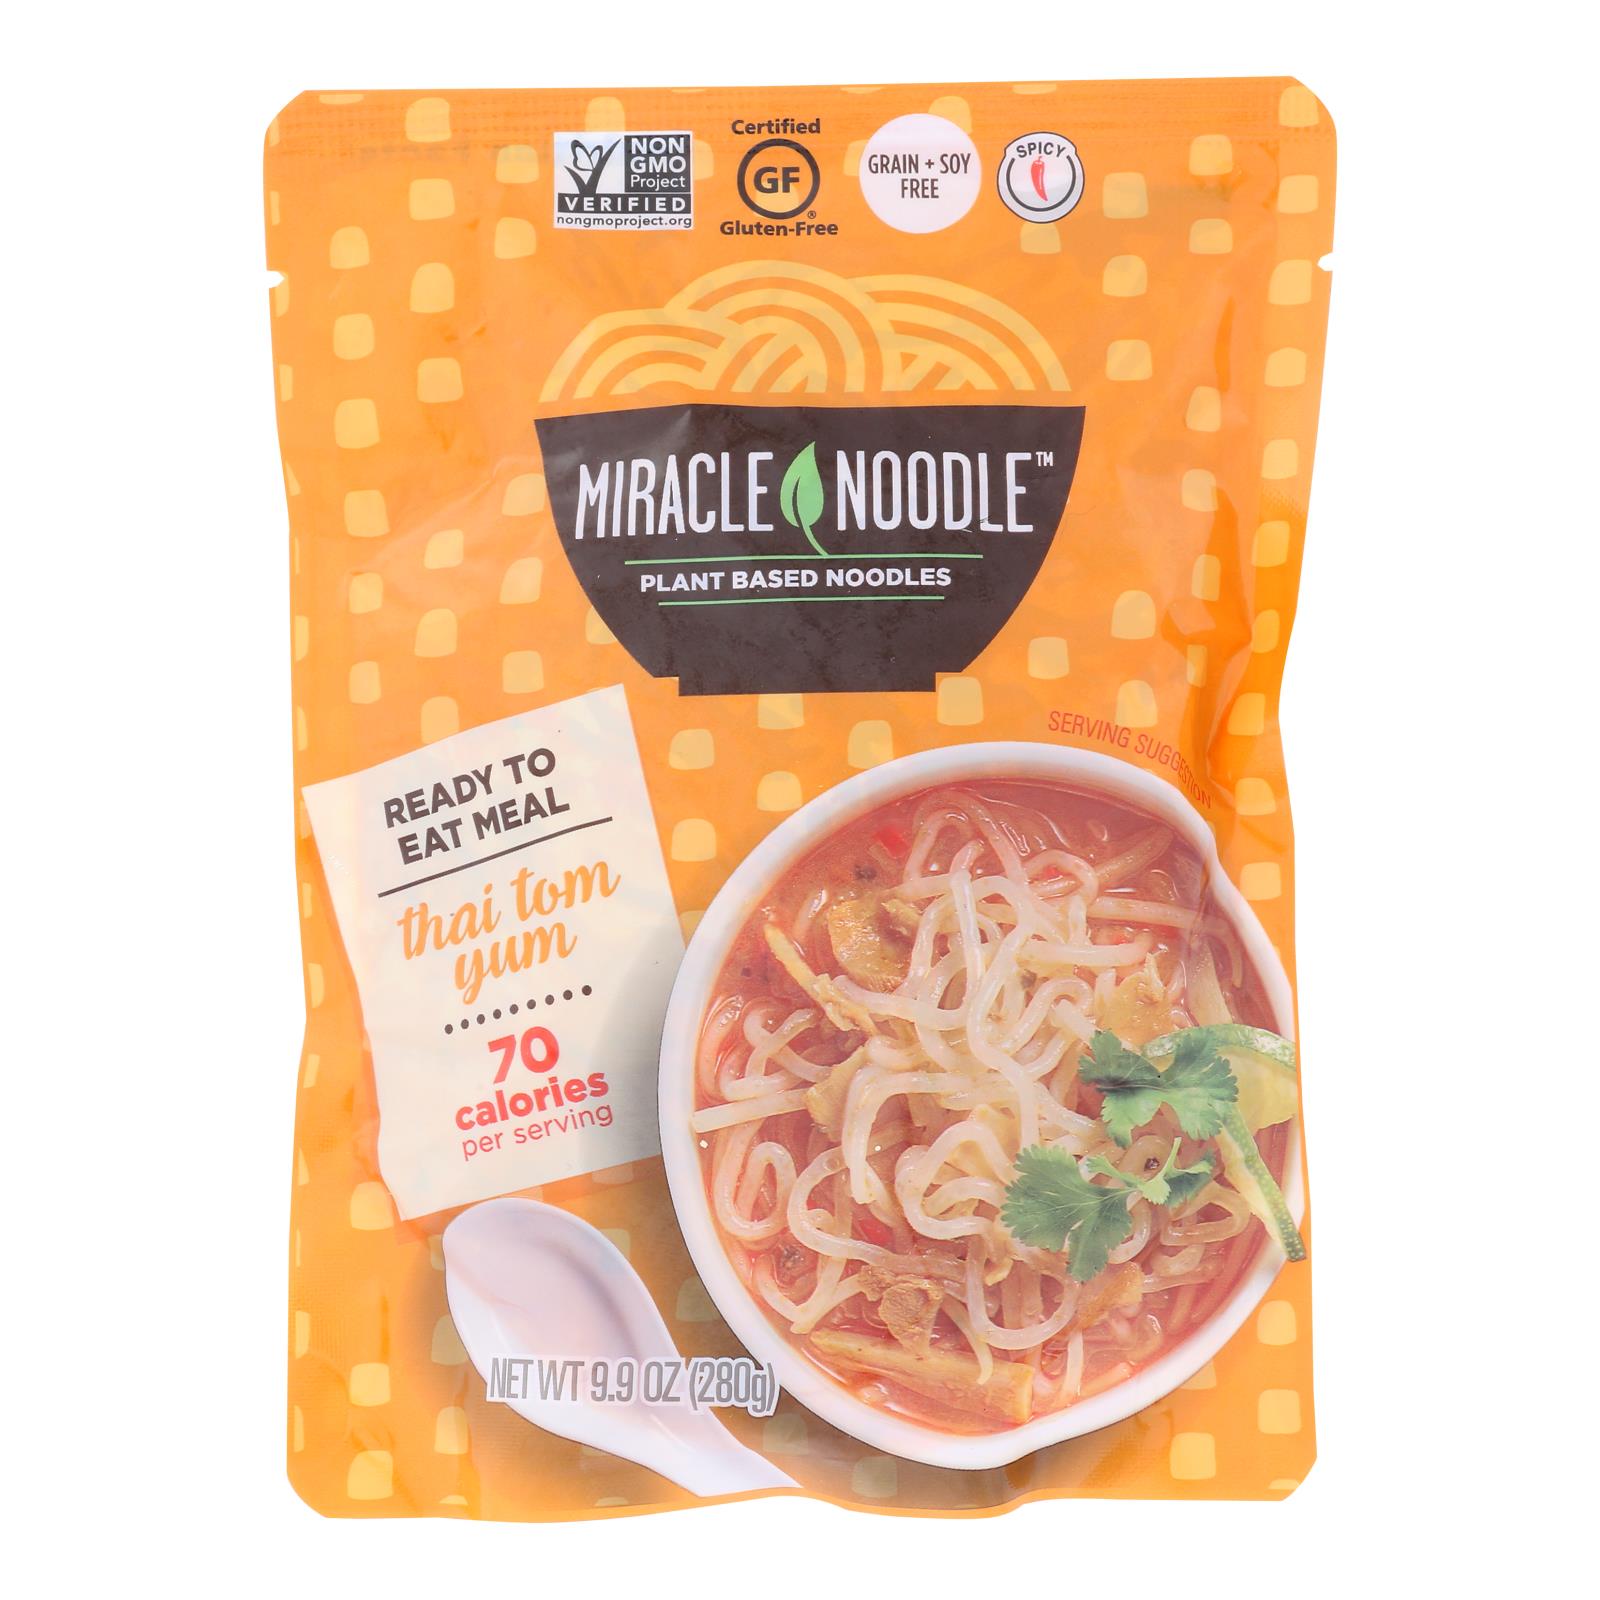 NON
GMO
Project
VERIFIED
nongmoproject.org
Certified
GF
®
Gluten-Free
GRAIN + SOY
FREE
SPICY
MIRACLE NOODLE™
PLANT BASED NOODLES
SERVING SUGGESTION
READY TO
EAT MEAL
thai tom
yum
70
calories
per serving
NET WT 9.9 OZ (280g)